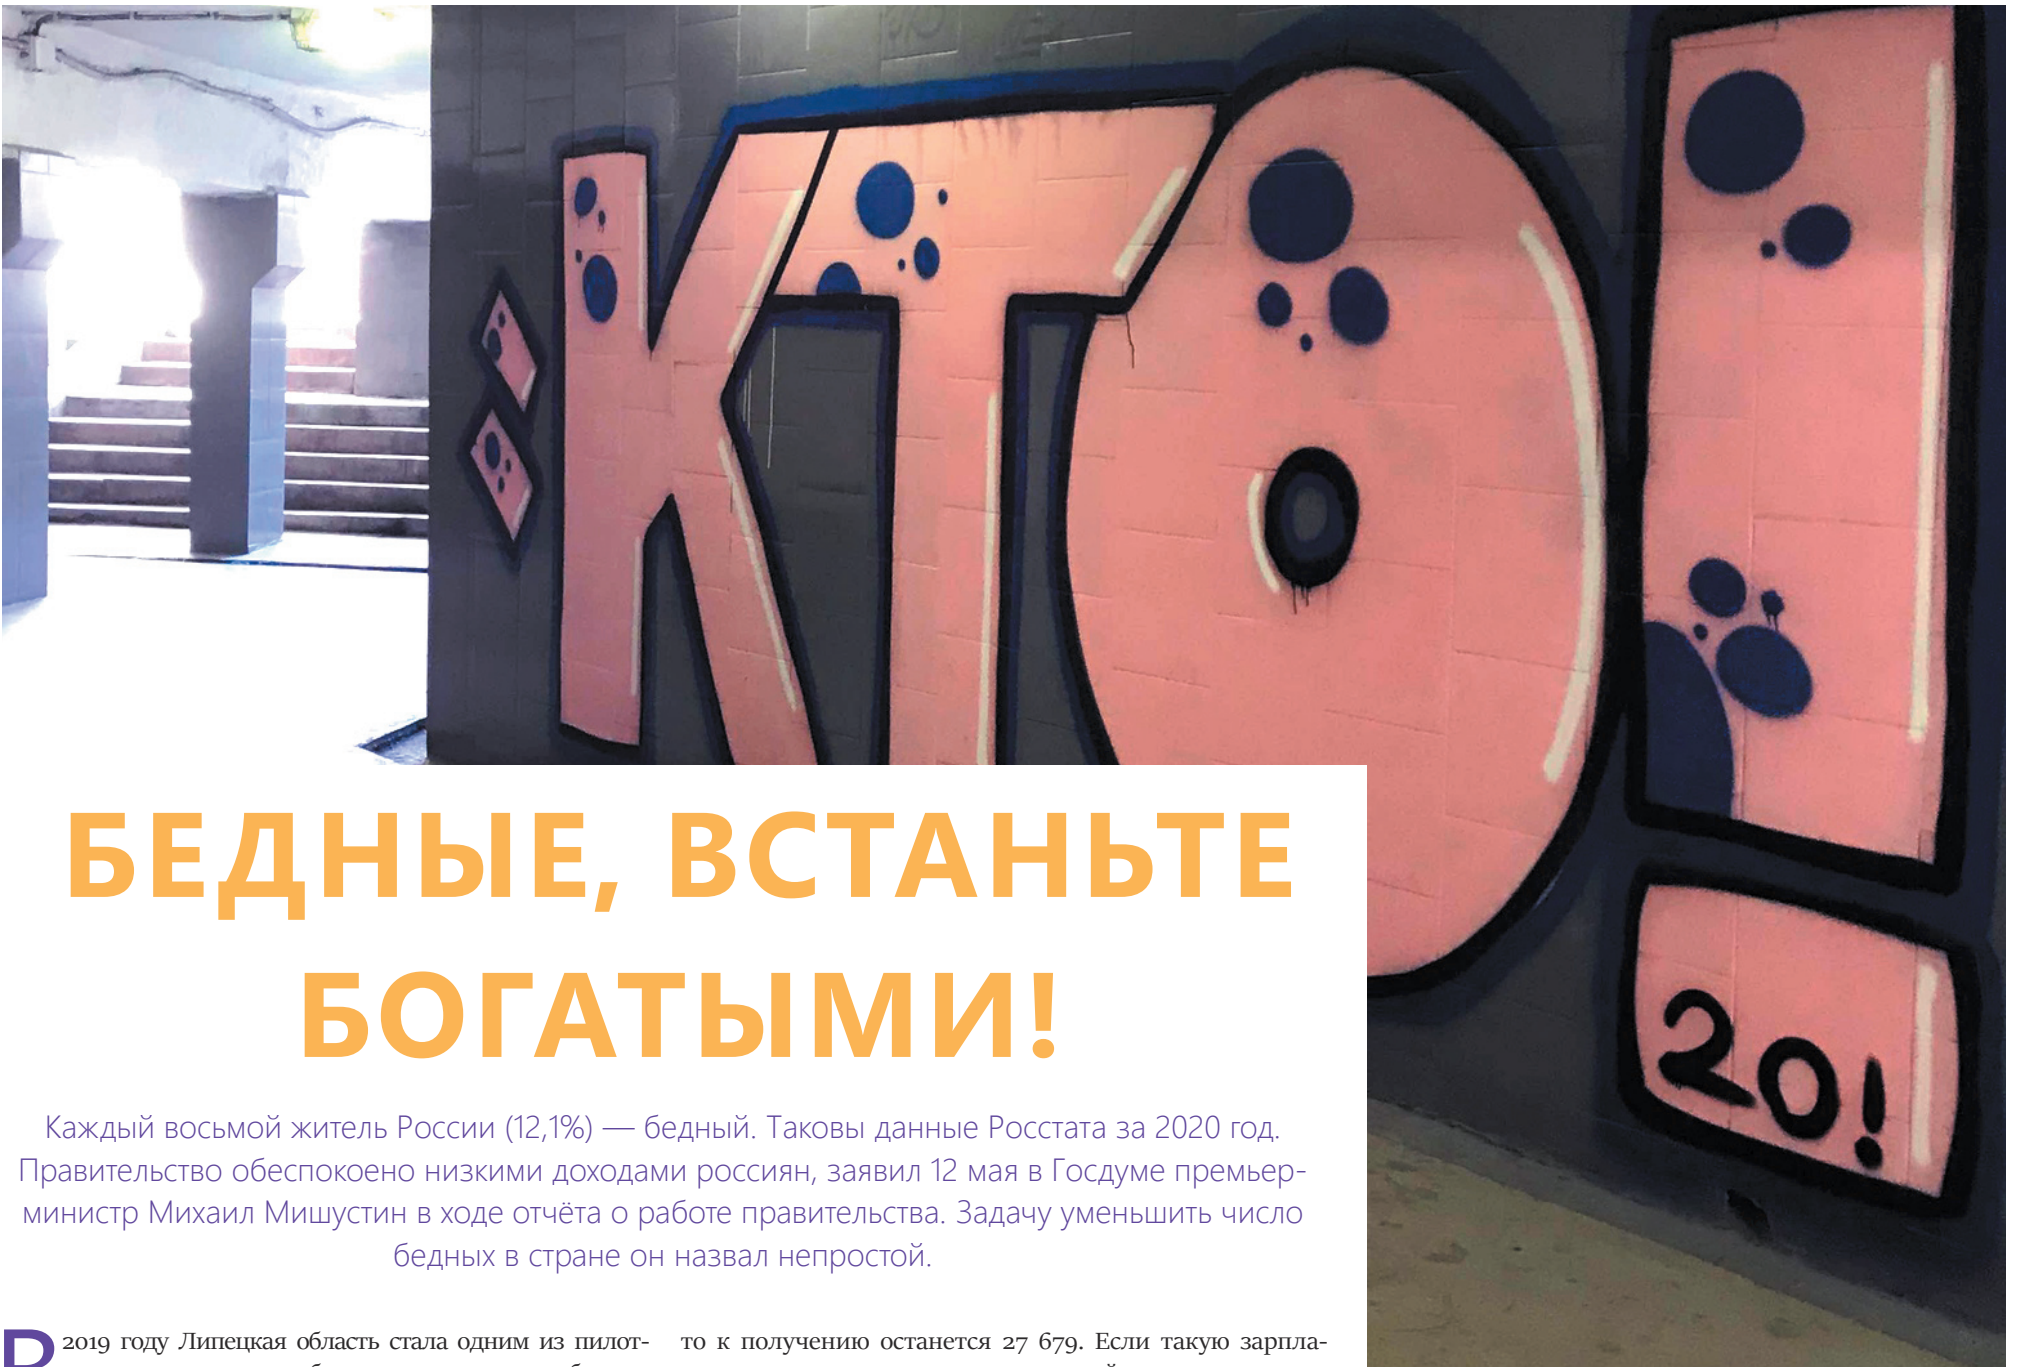 :КТО!
20!
БЕДНЫЕ, ВСТАНЬТЕ
БОГАТЫМИ!
Каждый восьмой житель России (12,1%) — бедный. Таковы данные Росстата за 2020 год.
Правительство обеспокоено низкими доходами россиян, заявил 12 мая в Госдуме премьер-
министр Михаил Мишустин в ходе отчёта о работе правительства. Задачу уменьшить число
бедных в стране он назвал непростой.
В 2019 году Липецкая область стала одним из пилот-
то к получению останется 27 679. Если такую зарпла-